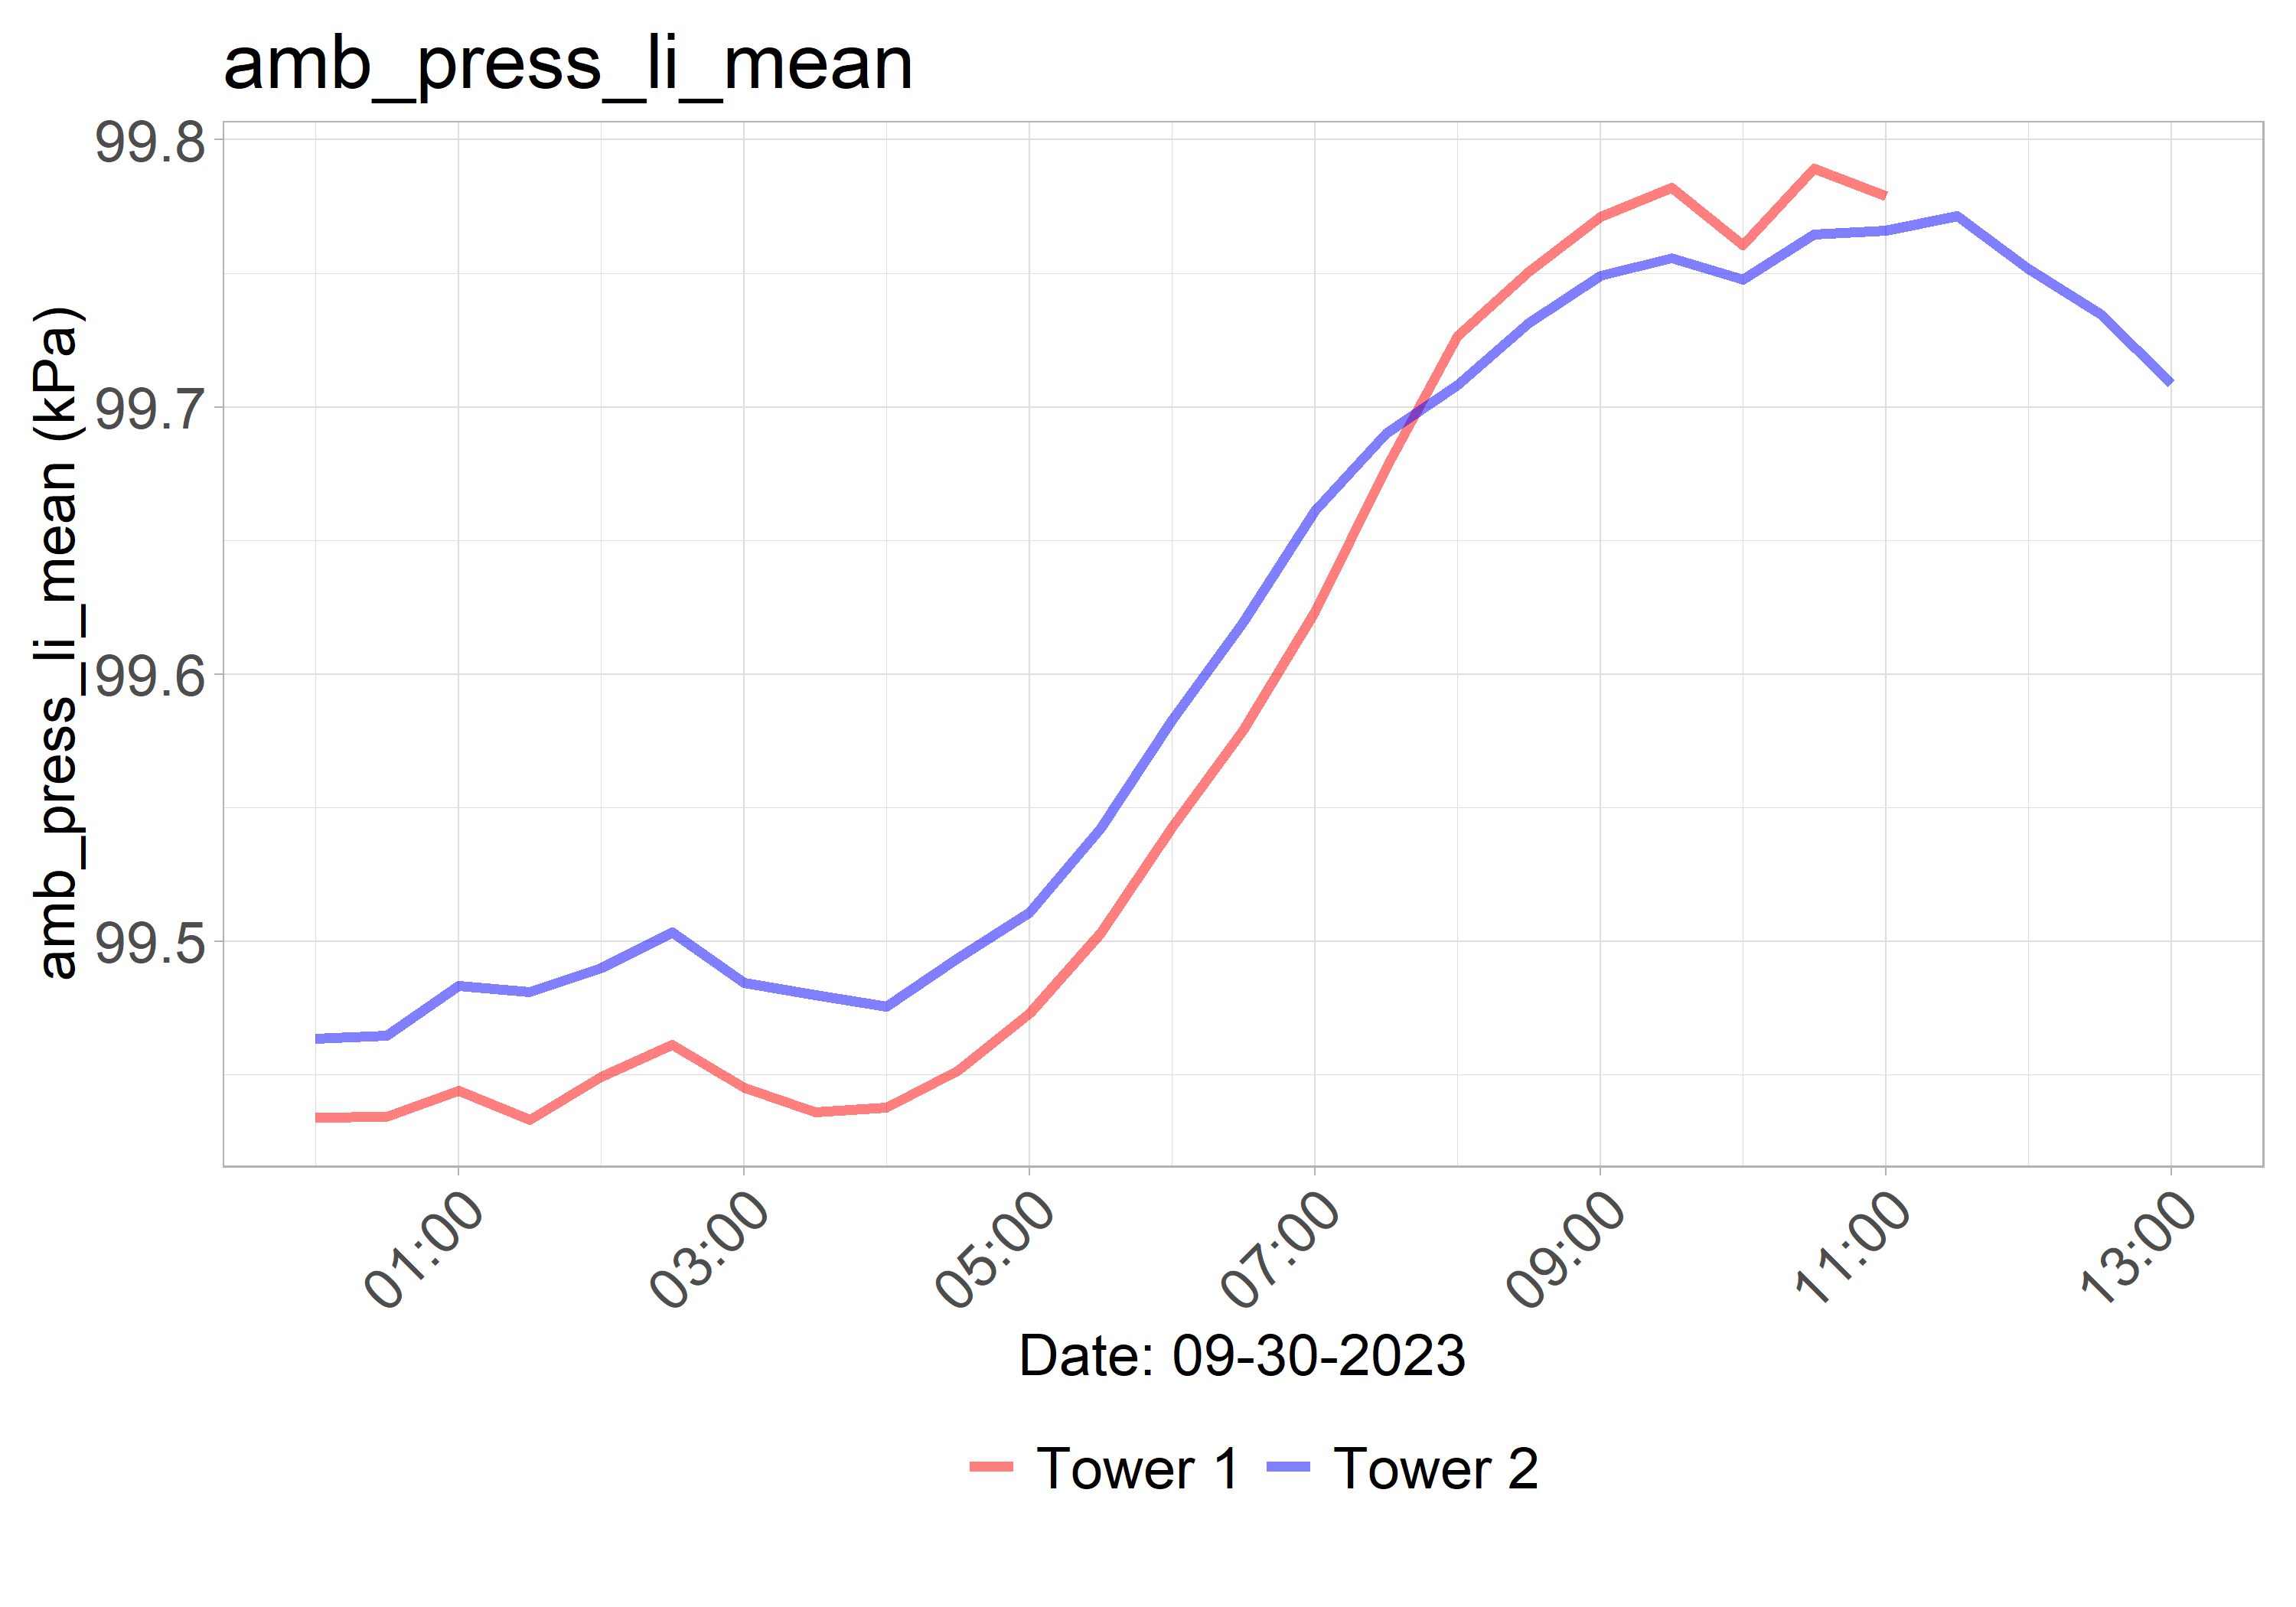 amb_press_li_mean
amb_press_li_mean (kPa)
99.8
99.7
99.6
99.5
01:00
03:00
05:00
07:00
09:00
11:00
13:00
Date: 09-30-2023
Tower 1
Tower 2